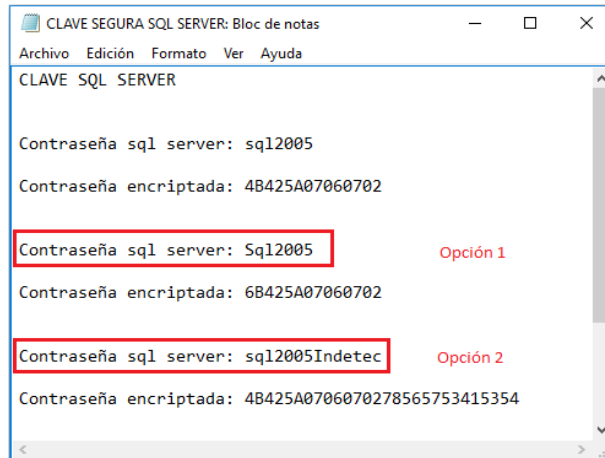 CLAVE SEGURA SQL SERVER: Bloc de notas
Archivo Edición Formato Ver Ayuda
CLAVE SQL SERVER
Contraseña sql server: sql2005
Contraseña encriptada: 4B425A07060702
Contraseña sql server: Sql2005 Opción 1
Contraseña encriptada: 6B425A07060702
Contraseña sql server: sql2005Indetec Opción 2
Contraseña encriptada: 4B425A0706070278565753415354